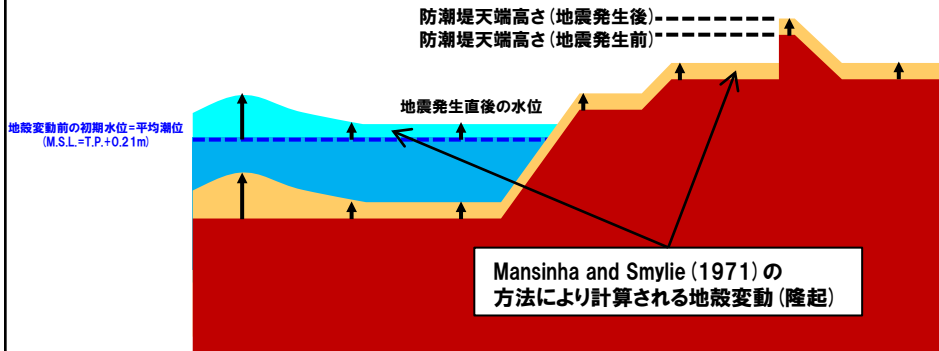 防潮堤天端高さ(地震発生後)
防潮堤天端高さ(地震発生前)
地震発生直後の水位
地殻変動前の初期水位=平均潮位
(M.S.L.=T.P.+0.21m)
Mansinha and Smylie(1971)の
方法により計算される地殻変動(隆起)